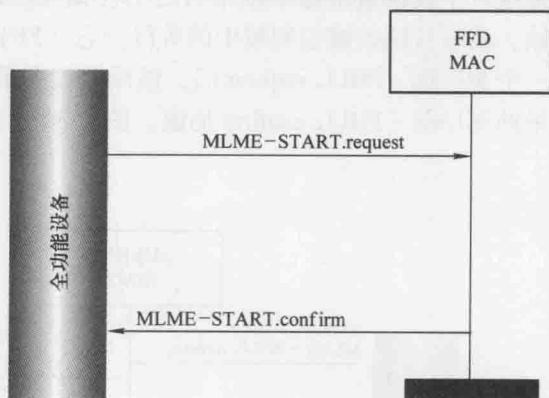 FFD
MAC
MLME-START.request
全功能设备
MLME-START.confirm